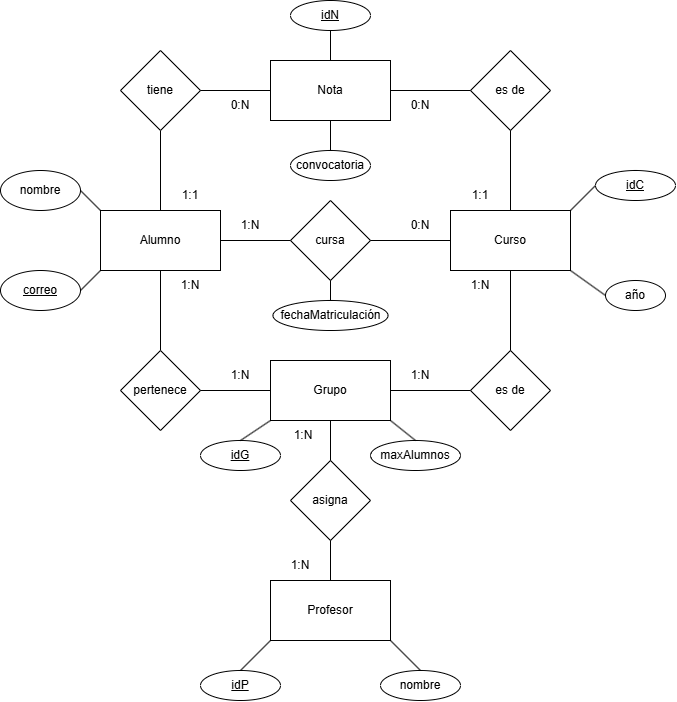 idN
tiene
Nota
es de
0:N
0:N
convocatoria
nombre
1:1
1:1
idC
1:N
0:N
Alumno
cursa
Curso
correo
1:N
1:N
año
fechaMatriculación
1:N
1:N
pertenece
Grupo
es de
1:N
idG
maxAlumnos
asigna
1:N
Profesor
idP
nombre